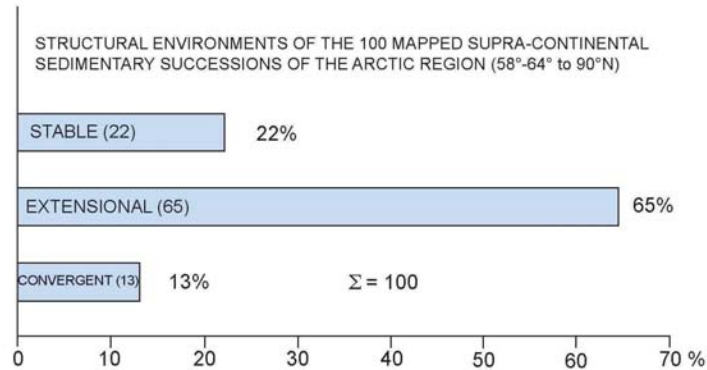 STRUCTURAL ENVIRONMENTS OF THE 100 MAPPED SUPRA-CONTINENTAL
SEDIMENTARY SUCCESSIONS OF THE ARCTIC REGION (58°-64° to 90°N)
STABLE (22) 22%
EXTENSIONAL (65) 65%
CONVERGENT (13) 13% Σ = 100
0 10 20 30 40 50 60 70 %